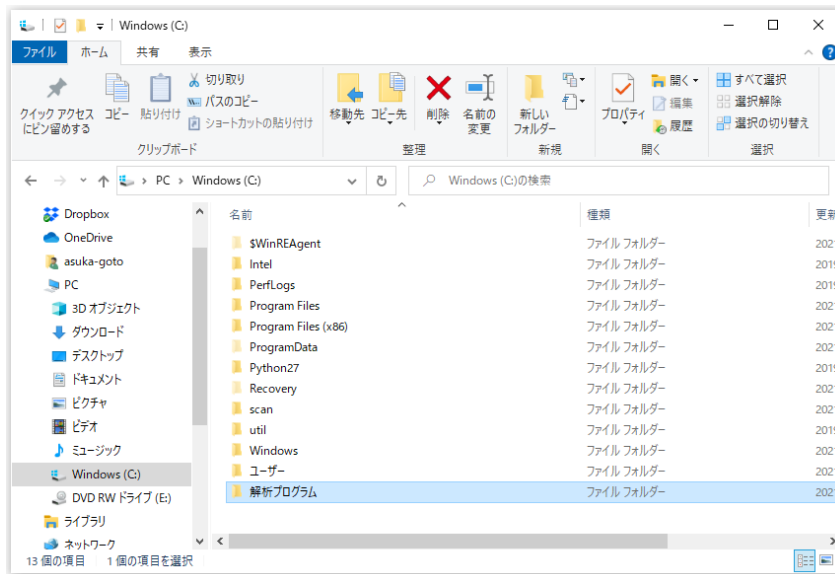 Windows (C:)
ファイル ホーム 共有 表示
クイック アクセス
にピン留めする
コピー
貼り付け
切り取り
パスのコピー
ショートカットの貼り付け
クリップボード
移動先
コピー先
削除
名前の
変更
整理
新しい
フォルダー
新規
プロパティ
開く
編集
履歴
開く
すべて選択
選択解除
選択の切り替え
選択
PC > Windows (C:)
Windows (C:)の検索
Dropbox
OneDrive
asuka-goto
PC
3D オブジェクト
ダウンロード
デスクトップ
ドキュメント
ピクチャ
ビデオ
ミュージック
Windows (C:)
DVD RW ドライブ (E:)
ライブラリ
ネットワーク
名前 種類 更新
$WinREAgent ファイル フォルダー 202
Intel ファイル フォルダー 2019
PerfLogs ファイル フォルダー 2019
Program Files ファイル フォルダー 202
Program Files (x86) ファイル フォルダー 202
ProgramData ファイル フォルダー 202
Python27 ファイル フォルダー 2019
Recovery ファイル フォルダー 202
scan ファイル フォルダー 202
util ファイル フォルダー 2019
Windows ファイル フォルダー 202
ユーザー ファイル フォルダー 202
解析プログラム ファイル フォルダー 202
13 個の項目 1 個の項目を選択